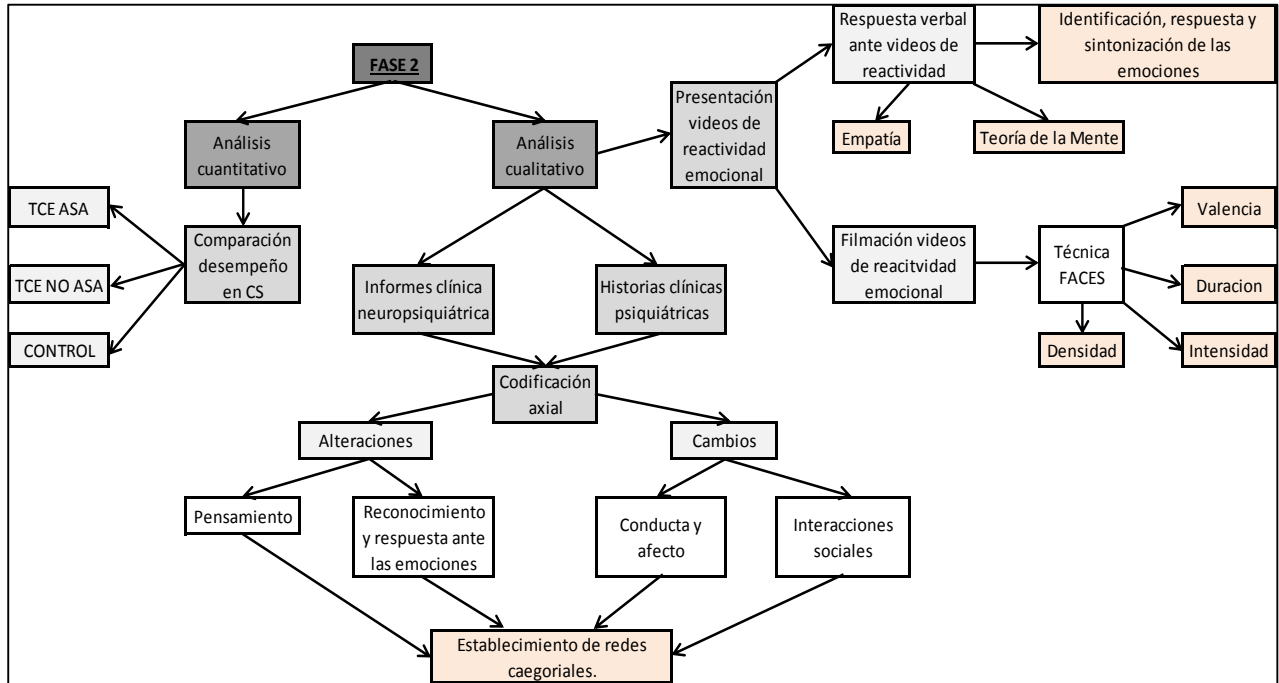 FASE 2
Análisis
cuantitativo
Comparación
desempeño
en CS
TCE ASA
TCE NO ASA
CONTROL
Análisis
cualitativo
Informes clínica
neuropsiquiátrica
Historias clínicas
psiquiátricas
Codificación
axial
Alteraciones
Cambios
Pensamiento
Reconocimiento
y respuesta ante
las emociones
Conducta y
afecto
Interacciones
sociales
Establecimiento de redes
caegoriales.
Presentación
videos de
reactividad
emocional
Respuesta verbal
ante videos de
reactividad
Identificación, respuesta y
sintonización de las
emociones
Empatía
Teoría de la Mente
Filmación videos
de reacitvidad
emocional
Técnica
FACES
Valencia
Duracion
Intensidad
Densidad